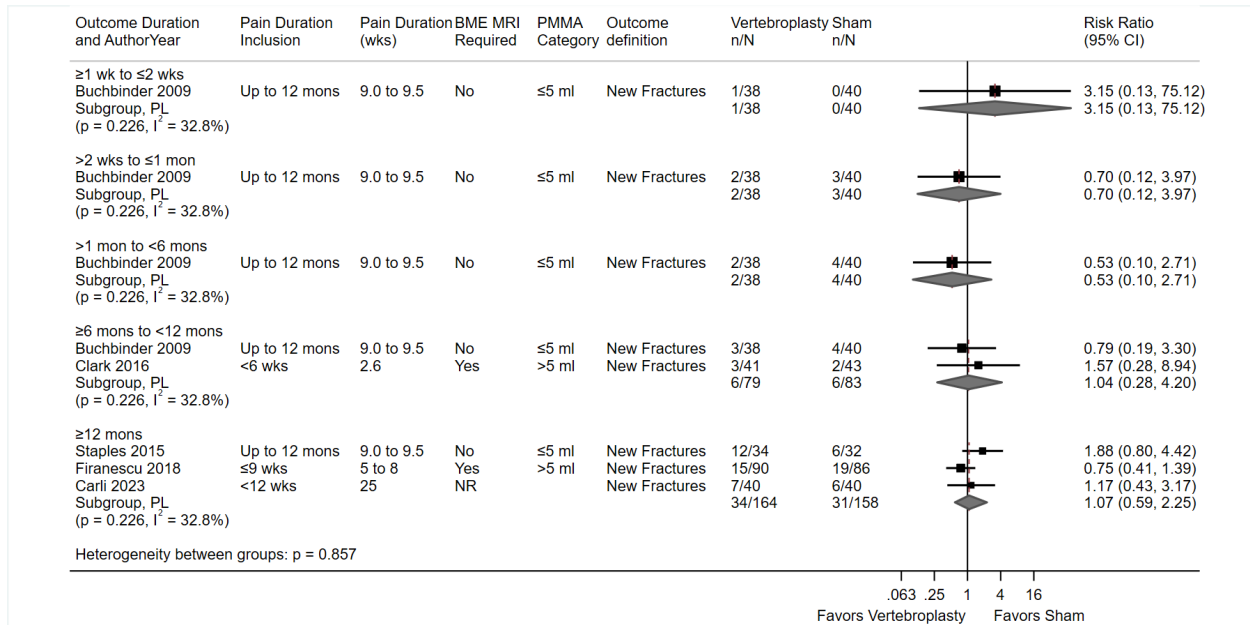 Outcome Duration and AuthorYear Pain Duration Inclusion Pain Duration (wks) BME MRI Required PMMA Category Outcome definition Vertebroplasty n/N Sham n/N Risk Ratio (95% CI)
≥1 wk to ≤2 wks
Buchbinder 2009 Up to 12 mons 9.0 to 9.5 No ≤5 ml New Fractures 1/38 0/40 3.15 (0.13, 75.12)
Subgroup, PL 1/38 0/40 3.15 (0.13, 75.12)
(p = 0.226, I² = 32.8%)
>2 wks to ≤1 mon
Buchbinder 2009 Up to 12 mons 9.0 to 9.5 No ≤5 ml New Fractures 2/38 3/40 0.70 (0.12, 3.97)
Subgroup, PL 2/38 3/40 0.70 (0.12, 3.97)
(p = 0.226, I² = 32.8%)
>1 mon to <6 mons
Buchbinder 2009 Up to 12 mons 9.0 to 9.5 No ≤5 ml New Fractures 2/38 4/40 0.53 (0.10, 2.71)
Subgroup, PL 2/38 4/40 0.53 (0.10, 2.71)
(p = 0.226, I² = 32.8%)
≥6 mons to <12 mons
Buchbinder 2009 Up to 12 mons 9.0 to 9.5 No ≤5 ml New Fractures 3/38 4/40 0.79 (0.19, 3.30)
Clark 2016 <6 wks 2.6 Yes >5 ml New Fractures 3/41 2/43 1.57 (0.28, 8.94)
Subgroup, PL 6/79 6/83 1.04 (0.28, 4.20)
(p = 0.226, I² = 32.8%)
≥12 mons
Staples 2015 Up to 12 mons 9.0 to 9.5 No ≤5 ml New Fractures 12/34 6/32 1.88 (0.80, 4.42)
Firanescu 2018 ≤9 wks 5 to 8 Yes >5 ml New Fractures 15/90 19/86 0.75 (0.41, 1.39)
Carli 2023 <12 wks 25 NR New Fractures 7/40 6/40 1.17 (0.43, 3.17)
Subgroup, PL 34/164 31/158 1.07 (0.59, 2.25)
(p = 0.226, I² = 32.8%)
Heterogeneity between groups: p = 0.857
.063 .25 1 4 16
Favors Vertebroplasty Favors Sham